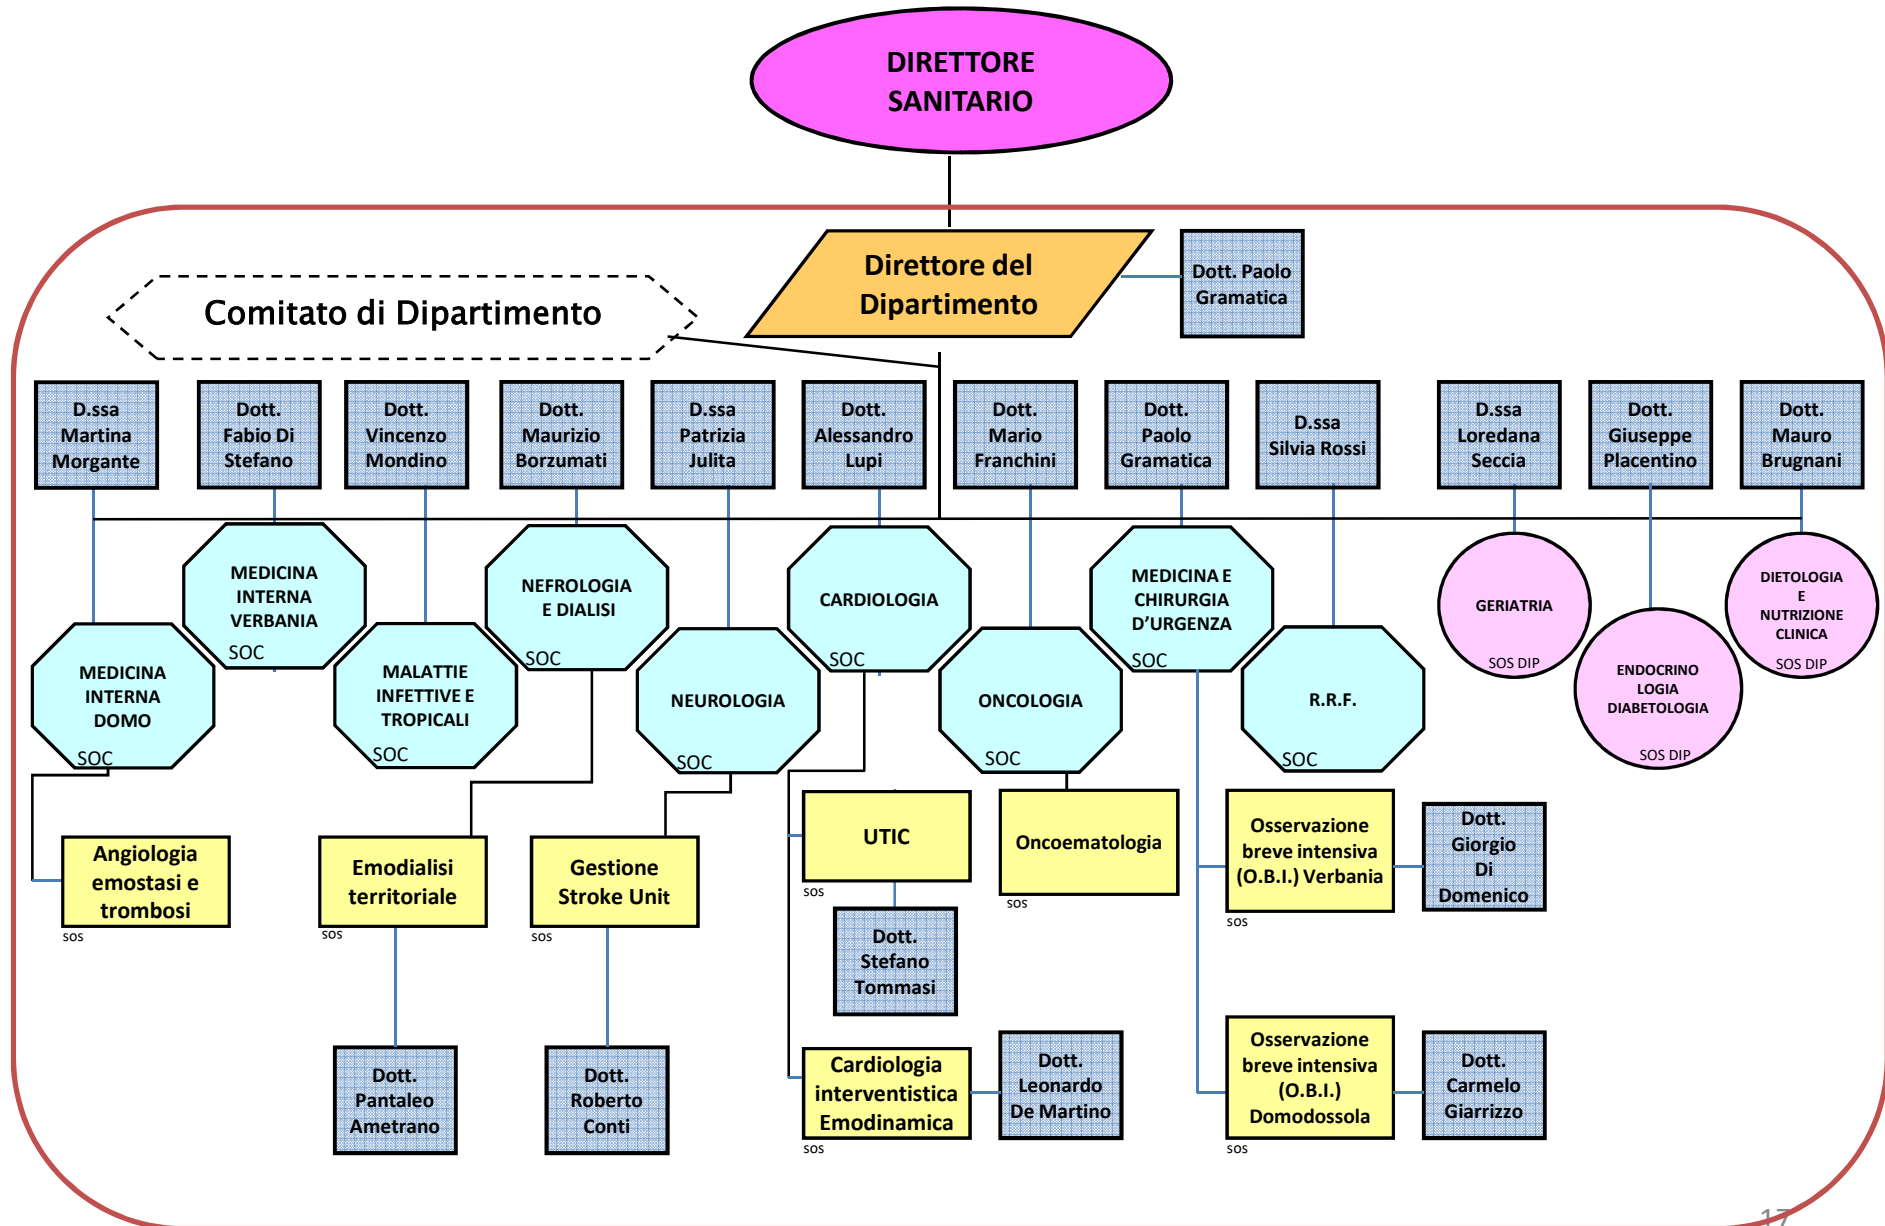 DIRETTORE
SANITARIO
Direttore del
Dipartimento
Dott. Paolo
Gramatica
Comitato di Dipartimento
D.ssa
Martina
Morgante
Dott.
Fabio Di
Stefano
Dott.
Vincenzo
Mondino
Dott.
Maurizio
Borzumati
D.ssa
Patrizia
Julita
Dott.
Alessandro
Lupi
Dott.
Mario
Franchini
Dott.
Paolo
Gramatica
D.ssa
Silvia Rossi
D.ssa
Loredana
Seccia
Dott.
Giuseppe
Placentino
Dott.
Mauro
Brugnani
MEDICINA
INTERNA
DOMO
SOC
MEDICINA
INTERNA
VERBANIA
SOC
MALATTIE
INFETTIVE E
TROPICALI
SOC
NEFROLOGIA
E DIALISI
SOC
NEUROLOGIA
SOC
CARDIOLOGIA
SOC
ONCOLOGIA
SOC
MEDICINA E
CHIRURGIA
D'URGENZA
SOC
R.R.F.
SOC
GERIATRIA
SOS DIP
ENDOCRINO
LOGIA
DIABETOLOGIA
SOS DIP
DIETOLOGIA
E
NUTRIZIONE
CLINICA
SOS DIP
Angiologia
emostasi e
trombosi
sos
Emodialisi
territoriale
sos
Gestione
Stroke Unit
sos
UTIC
sos
Oncoematologia
sos
Osservazione
breve intensiva
(O.B.I.) Verbania
sos
Dott.
Giorgio
Di
Domenico
Dott.
Stefano
Tommasi
Dott.
Pantaleo
Ametrano
Dott.
Roberto
Conti
Cardiologia
interventistica
Emodinamica
sos
Dott.
Leonardo
De Martino
Osservazione
breve intensiva
(O.B.I.)
Domodossola
sos
Dott.
Carmelo
Giarrizzo
17